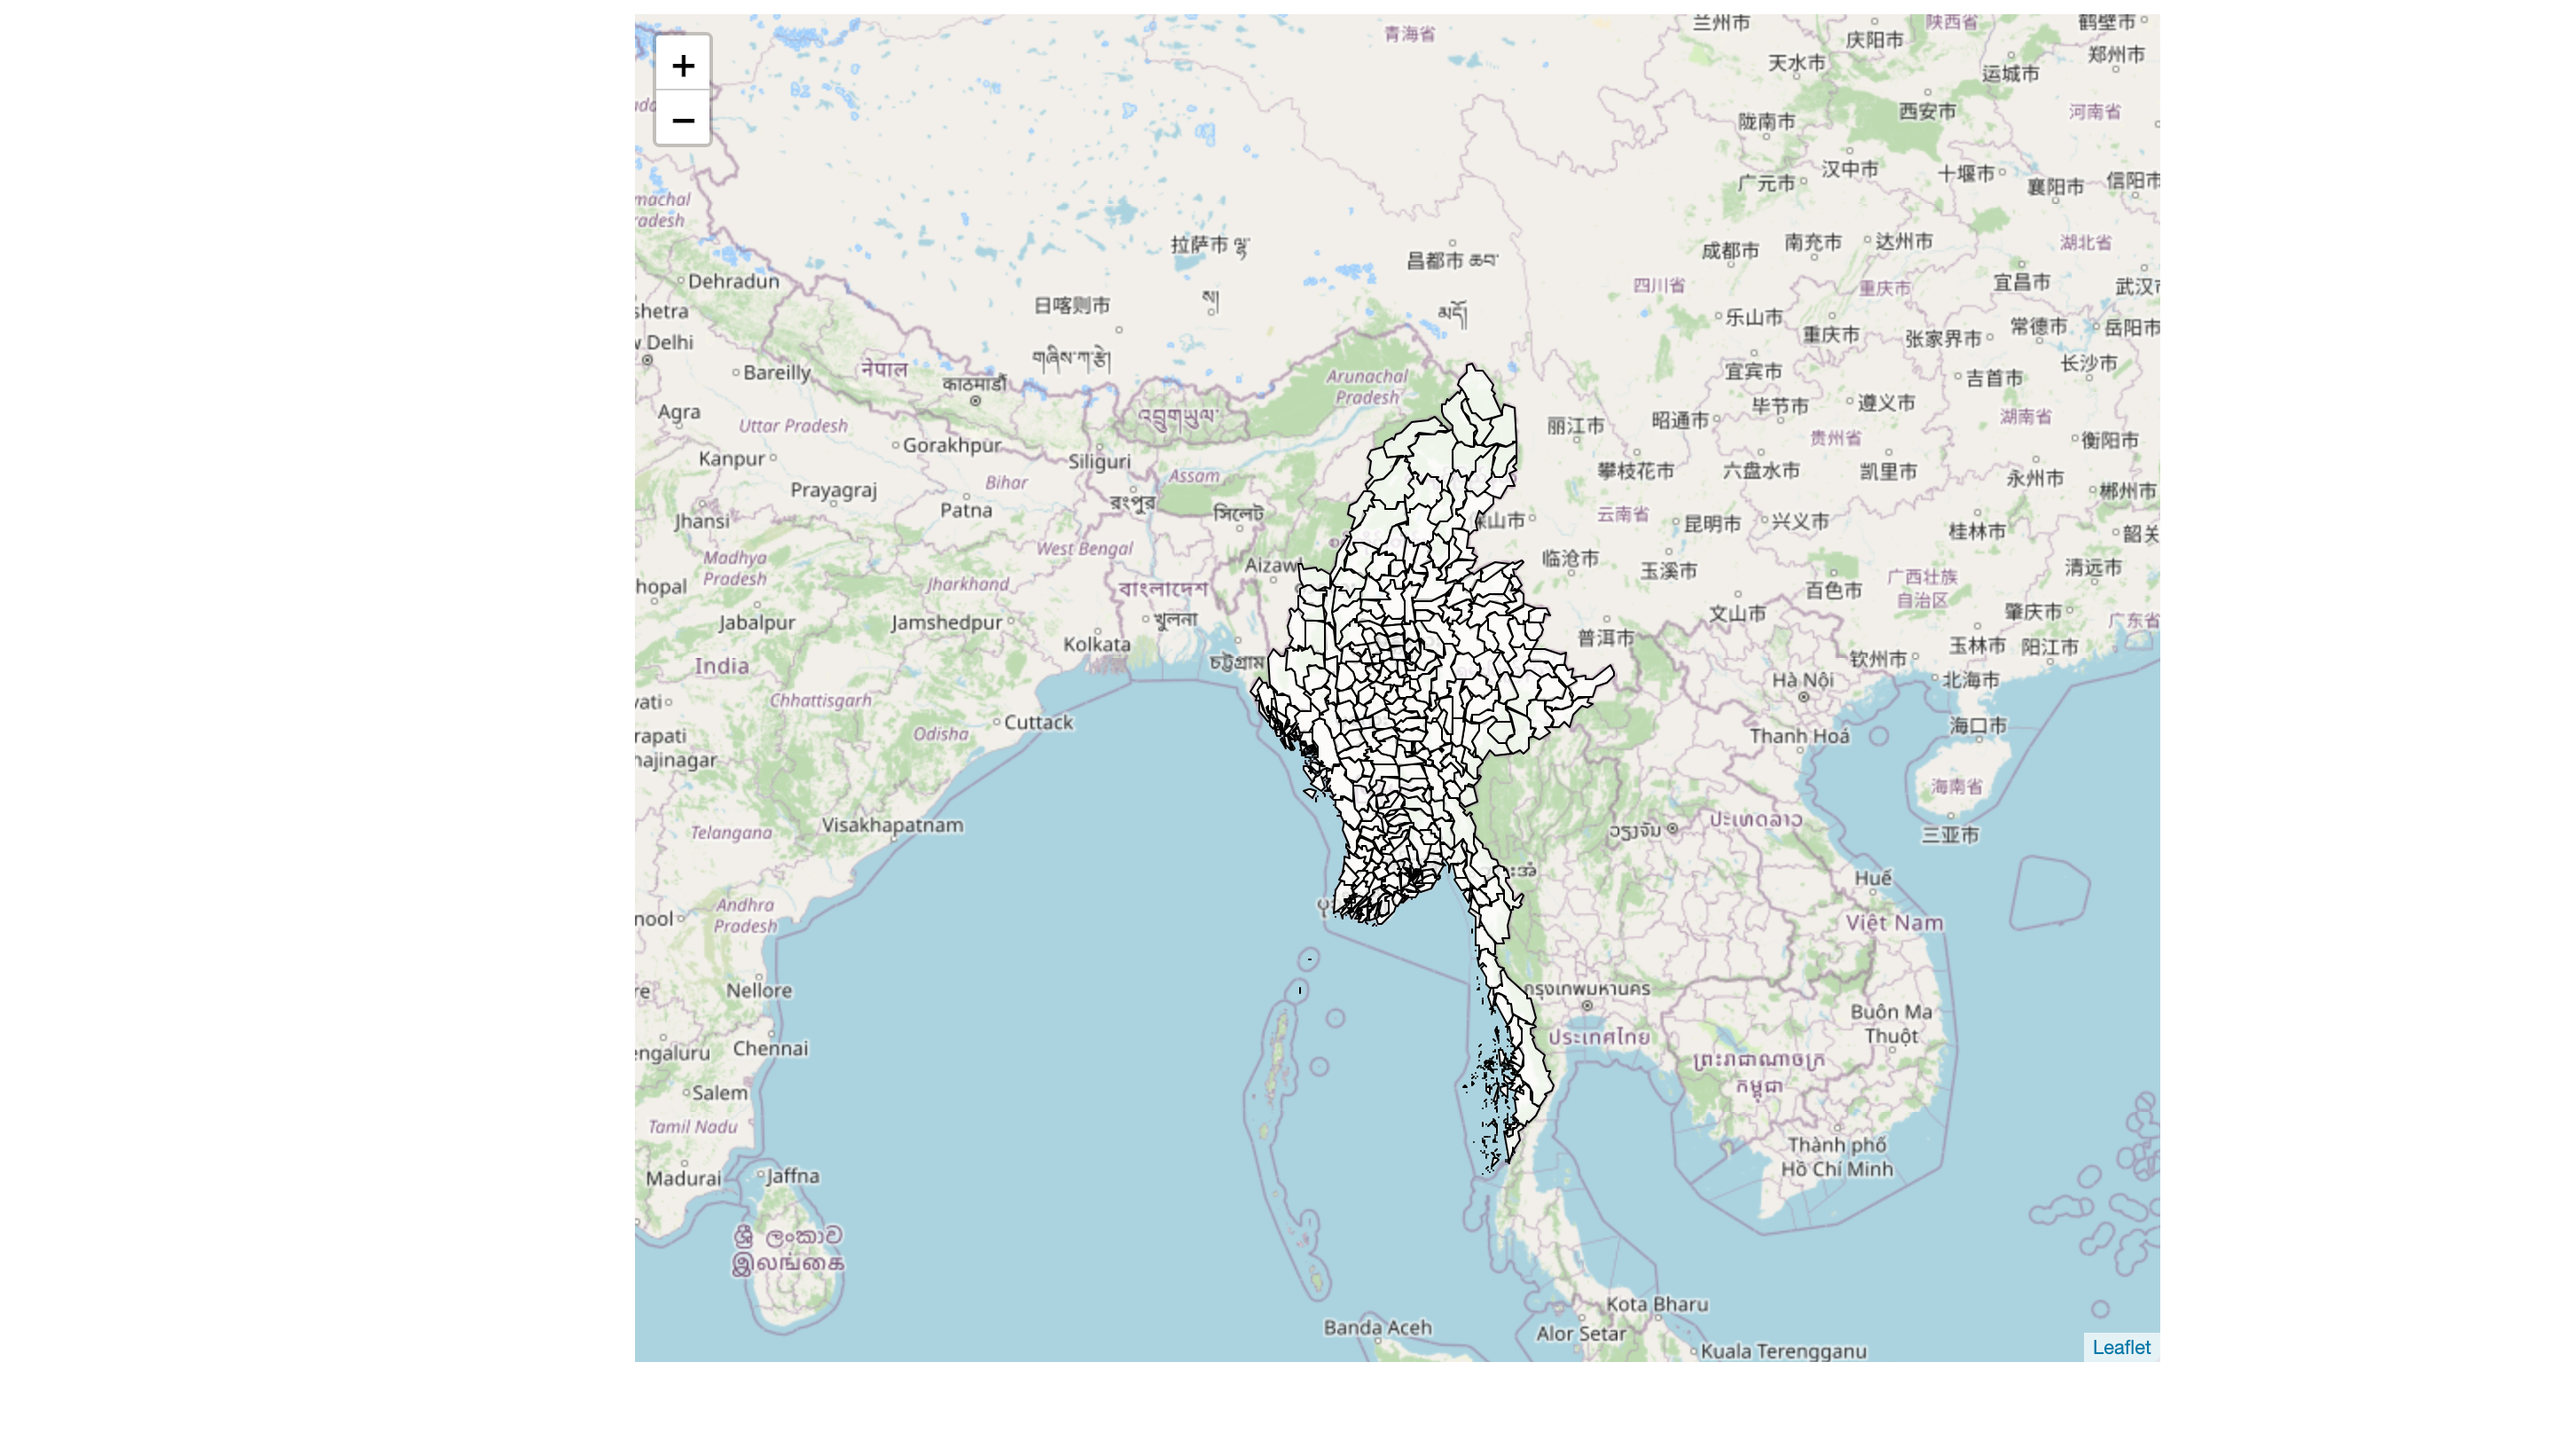 +
−
青海省
兰州市
陕西省
鹤壁市
庆阳市
天水市
运城市
郑州市
西安市
河南省
陇南市
汉中市
广元市
十堰市
襄阳市
信阳市
machal
radesh
拉萨市 ལྷ་
ས།
昌都市 ཆབ་
མདོ།
成都市
南充市
达州市
湖北省
Dehradun
日喀则市
གཞིས་ཀ་རྩེ།
四川省
重庆市
宜昌市
武汉
shetra
Delhi
乐山市
重庆市
张家界市
常德市
岳阳市
Bareilly
नेपाल
काठमाडौँ
Arunachal
Pradesh
宜宾市
吉首市
长沙市
Agra
Uttar Pradesh
འབྲུག་ཡུལ་
丽江市
昭通市
毕节市
遵义市
湖南省
Gorakhpur
贵州省
衡阳市
Kanpur
Siliguri
Assam
攀枝花市
六盘水市
凯里市
永州市
Prayagraj
Bihar
রংপুর
郴州市
Jhansi
Patna
সিলেট
山市
云南省
昆明市
兴义市
桂林市
韶关
Madhya
Pradesh
West Bengal
Aizaw
临沧市
玉溪市
清远市
hopal
Jharkhand
বাংলাদেশ
百色市
广西壮族
自治区
Jabalpur
Jamshedpur
খুলনা
文山市
肇庆市
广东省
Kolkata
普洱市
India
চট্টগ্রাম
钦州市
玉林市
阳江市
Chhattisgarh
Hà Nội
北海市
vati
Cuttack
海口市
rapati
hajinagar
Odisha
Thanh Hoá
海南省
Telangana
Visakhapatnam
ວຽງຈັນ
ປະເທດລາວ
三亚市
Huế
Andhra
Pradesh
nool
Việt Nam
re
Nellore
กรุงเทพมหานคร
Buôn Ma
Thuột
engaluru
Chennai
ประเทศไทย
ព្រះរាជាណាចក្រ
កម្ពុជា
Salem
Tamil Nadu
Thành phố
Hồ Chí Minh
Madurai
Jaffna
ශ්‍රී ලංකාව
இலங்கை
Kota Bharu
Banda Aceh
Alor Setar
Kuala Terengganu
Leaflet